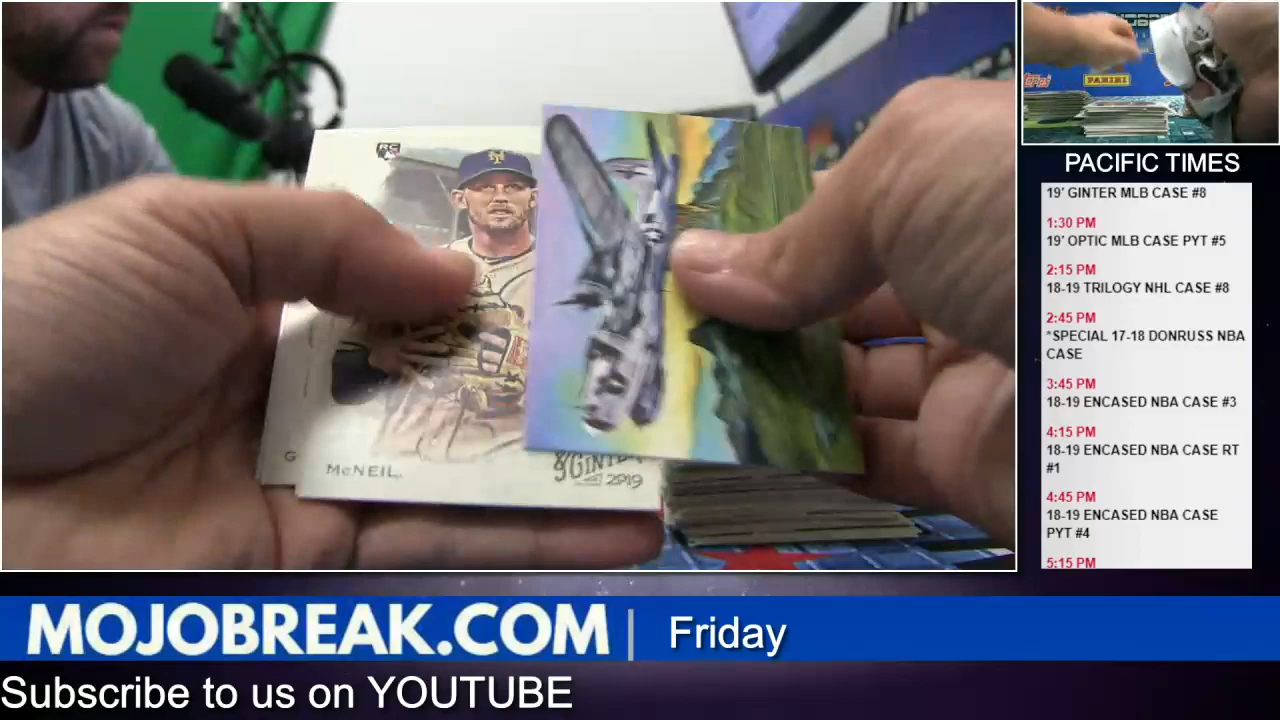 RC
NY
G
McNEIL
GINTER
2019
PANINI
PACIFIC TIMES
19' GINTER MLB CASE #8
1:30 PM
19' OPTIC MLB CASE PYT #5
2:15 PM
18-19 TRILOGY NHL CASE #8
2:45 PM
*SPECIAL 17-18 DONRUSS NBA
CASE
3:45 PM
18-19 ENCASED NBA CASE #3
4:15 PM
18-19 ENCASED NBA CASE RT
#1
4:45 PM
18-19 ENCASED NBA CASE
PYT #4
5:15 PM
MOJOBREAK.COM | Friday
Subscribe to us on YOUTUBE